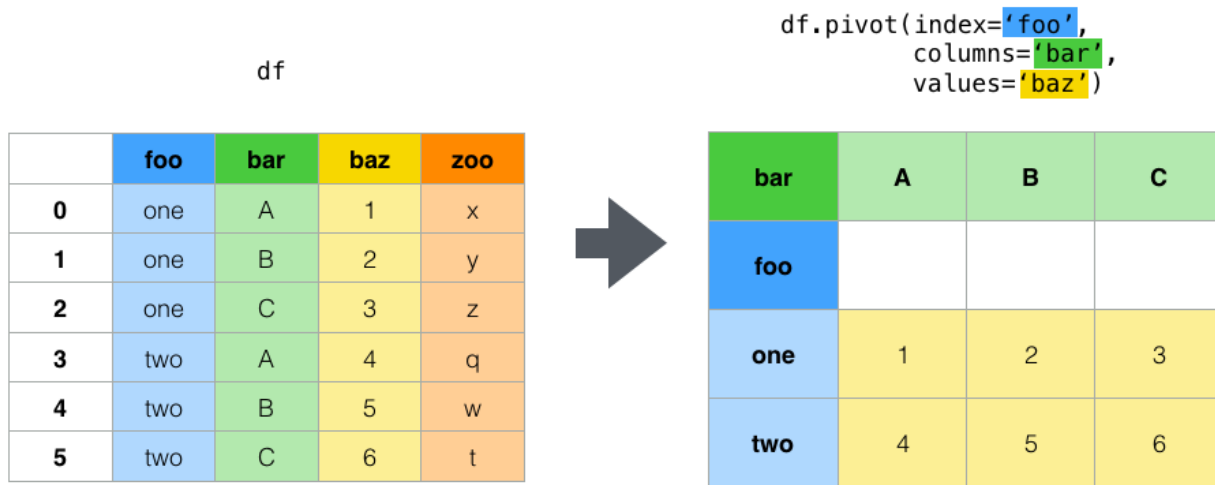 df
foo bar baz zoo
0 one A 1 x
1 one B 2 y
2 one C 3 z
3 two A 4 q
4 two B 5 w
5 two C 6 t
df.pivot(index=‘foo’,
columns=‘bar’,
values=‘baz’)
bar A B C
foo
one 1 2 3
two 4 5 6